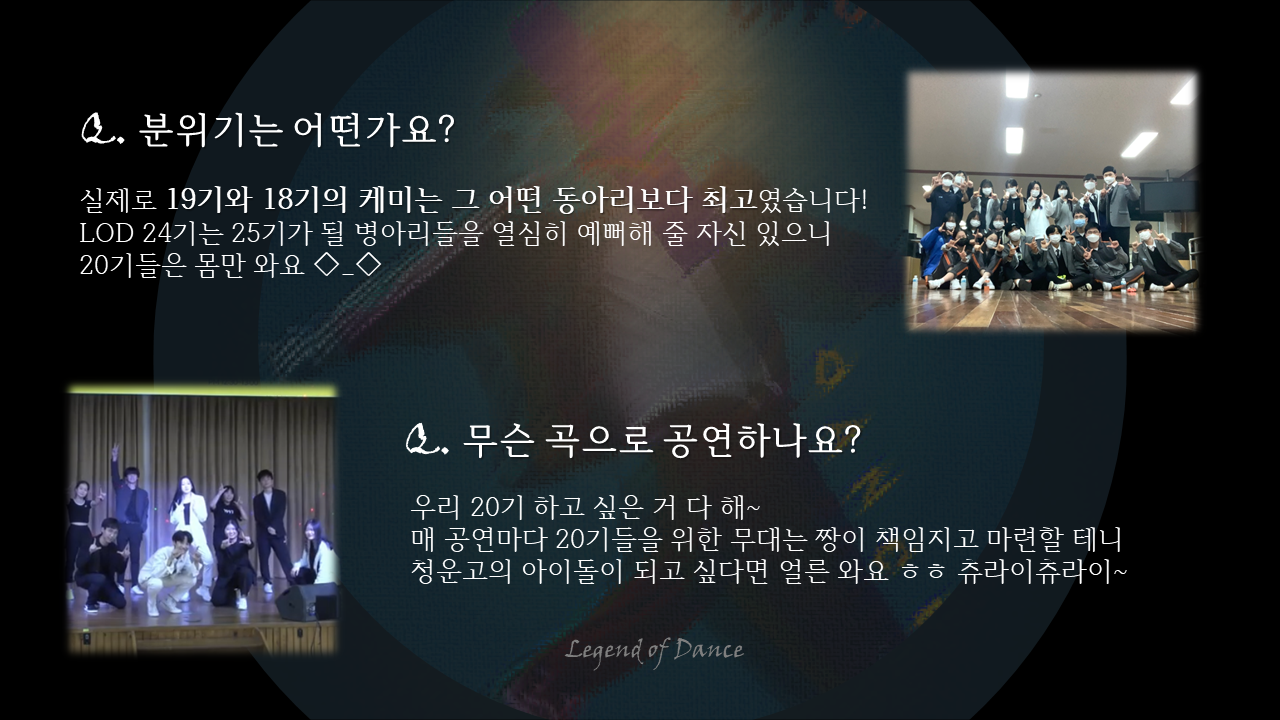 Q. 분위기는 어떤가요?
실제로 19기와 18기의 케미는 그 어떤 동아리보다 최고였습니다!
LOD 24기는 25기가 될 병아리들을 열심히 예뻐해 줄 자신 있으니
20기들은 몸만 와요 ◇_◇
Q. 무슨 곡으로 공연하나요?
우리 20기 하고 싶은 거 다 해~
매 공연마다 20기들을 위한 무대는 짱이 책임지고 마련할 테니
청운고의 아이돌이 되고 싶다면 얼른 와요 ㅎㅎ 츄라이츄라이~
Legend of Dance